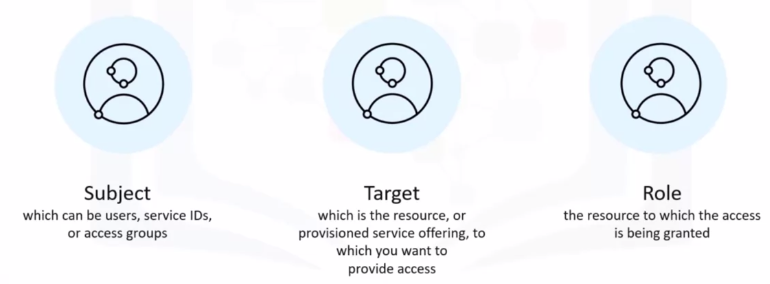 Subject
which can be users, service IDs,
or access groups
Target
which is the resource, or
provisioned service offering, to
which you want to
provide access
Role
the resource to which the access
is being granted